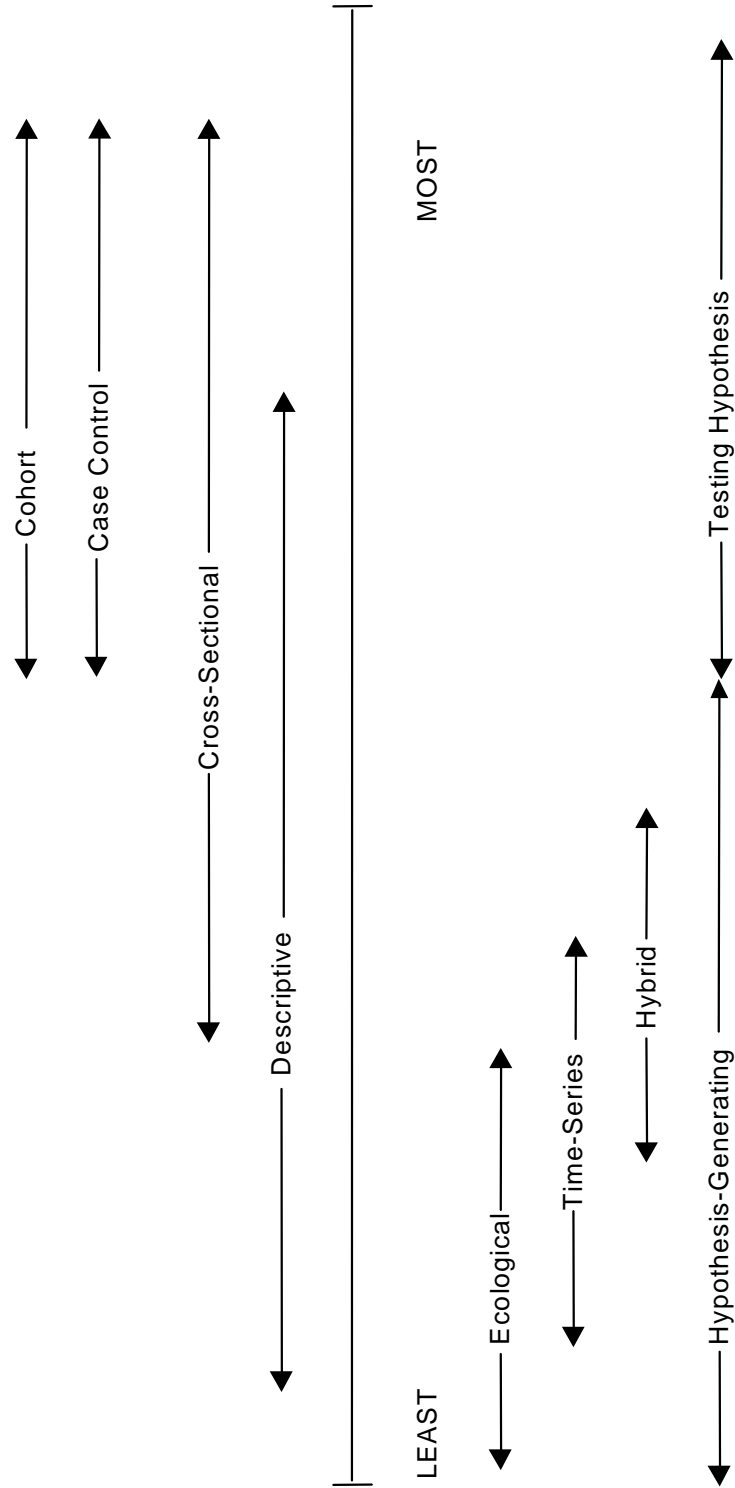 Cohort
Case Control
Cross-Sectional
Descriptive
LEAST
MOST
Ecological
Time-Series
Hybrid
Hypothesis-Generating
Testing Hypothesis